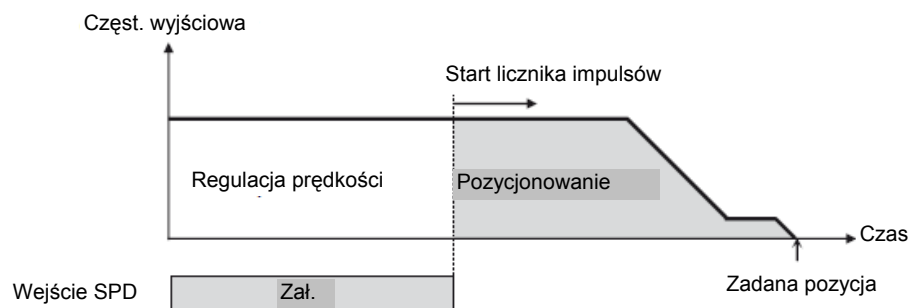 Częst. wyjściowa
Start licznika impulsów
Regulacja prędkości
Pozycjonowanie
Czas
Zadana pozycja
Wejście SPD
Zał.